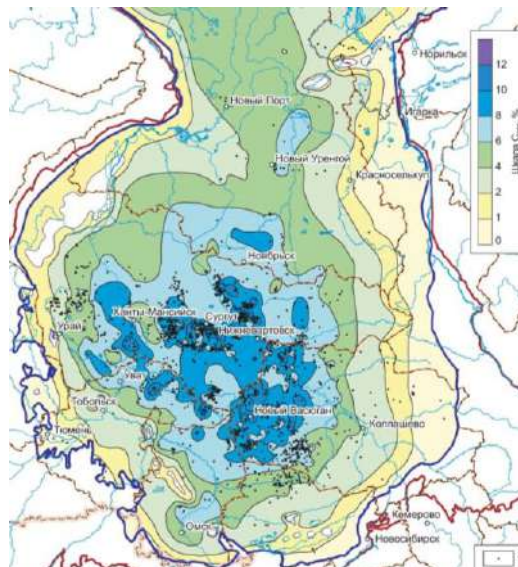 Норильск
12
10
8
6
4
2
1
0
Шкала С
%
Новый Порт
Игарка
Новый Уренгой
Красноселькуп
Ноябрьск
Ханты-Мансийск
Сургут
Нижневартовск
Урай
Уват
Тобольск
Новый Васюган
Колпашево
Тюмень
Омск
Кемерово
Новосибирск